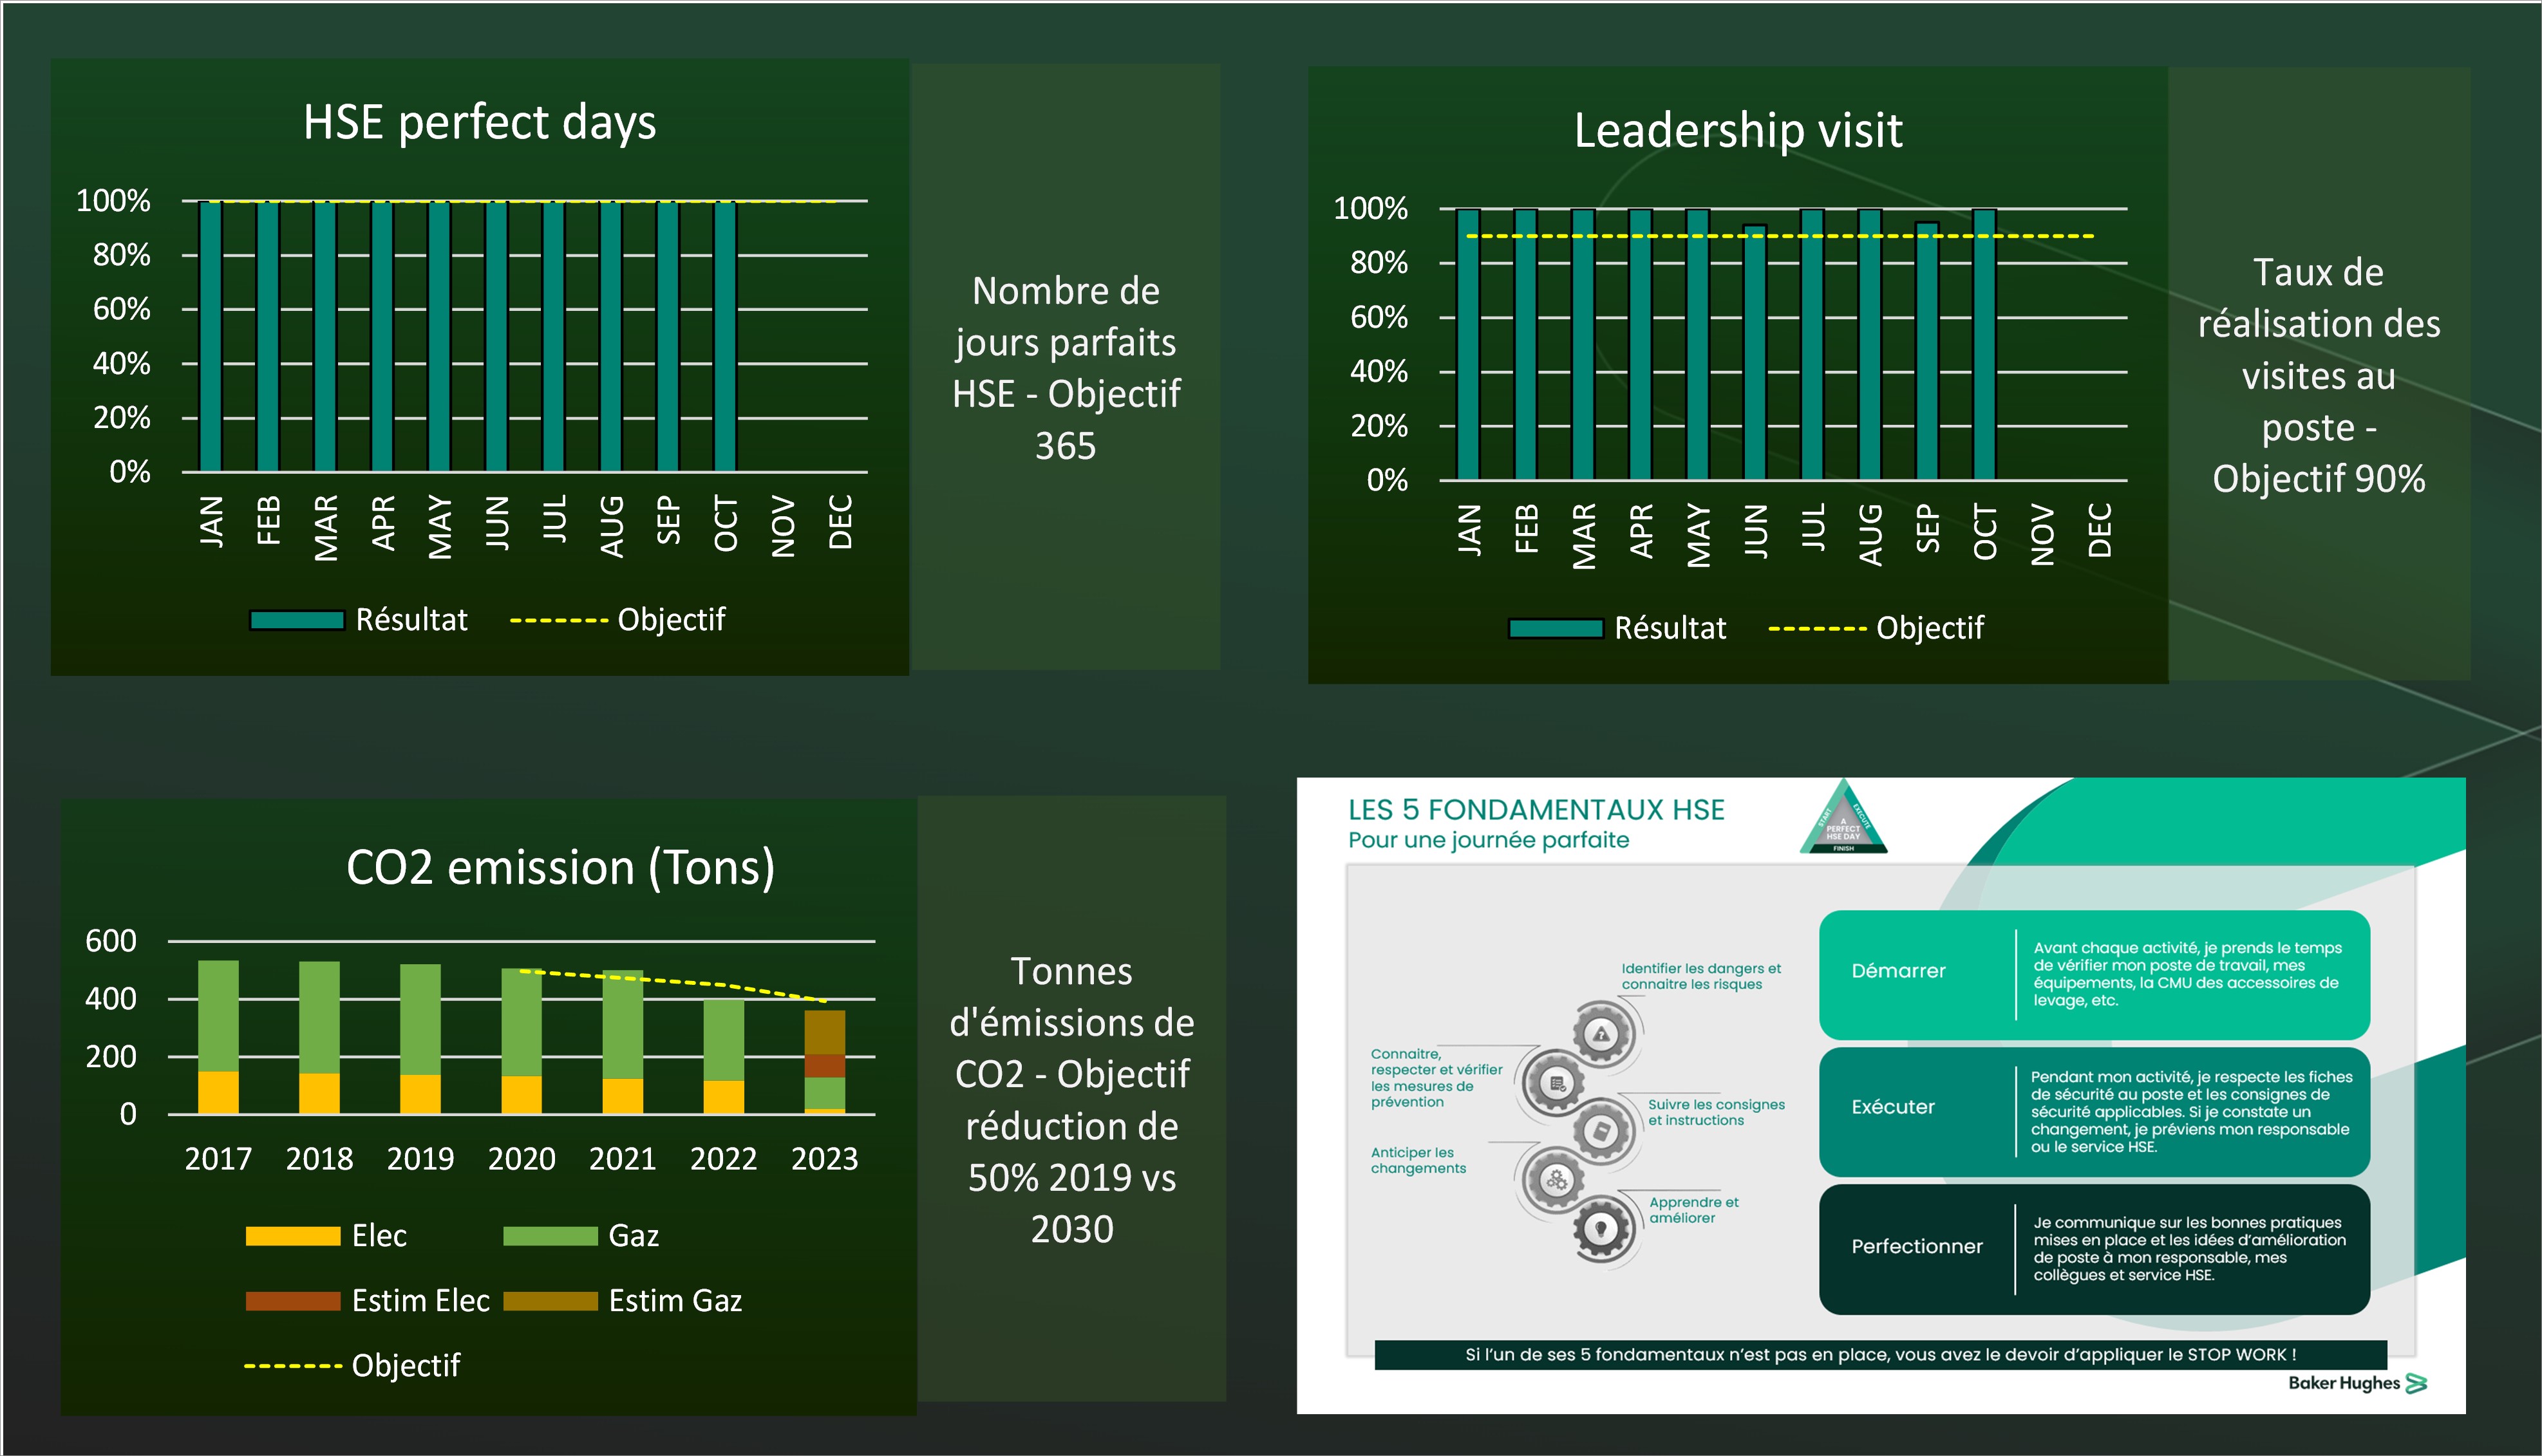 HSE perfect days
100%
80%
60%
40%
20%
0%
JAN FEB MAR APR MAY JUN JUL AUG SEP OCT NOV DEC
Résultat Objectif
Nombre de
jours parfaits
HSE - Objectif
365
Leadership visit
100%
80%
60%
40%
20%
0%
JAN FEB MAR APR MAY JUN JUL AUG SEP OCT NOV DEC
Résultat Objectif
Taux de
réalisation des
visites au
poste -
Objectif 90%
CO2 emission (Tons)
600
400
200
0
2017 2018 2019 2020 2021 2022 2023
Elec Gaz
Estim Elec Estim Gaz
Objectif
Tonnes
d'émissions de
CO2 - Objectif
réduction de
50% 2019 vs
2030
LES 5 FONDAMENTAUX HSE
Pour une journée parfaite
START
EXECUTE
A
PERFECT
HSE DAY
FINISH
Identifier les dangers et
connaitre les risques
Connaitre,
respecter et vérifier
les mesures de
prévention
Suivre les consignes
et instructions
Anticiper les
changements
Apprendre et
améliorer
Démarrer
Avant chaque activité, je prends le temps
de vérifier mon poste de travail, mes
équipements, la CMU des accessoires de
levage, etc.
Exécuter
Pendant mon activité, je respecte les fiches
de sécurité au poste et les consignes de
sécurité applicables. Si je constate un
changement, je préviens mon responsable
ou le service HSE.
Perfectionner
Je communique sur les bonnes pratiques
mises en place et les idées d'amélioration
de poste à mon responsable, mes
collègues et service HSE.
Si l'un de ses 5 fondamentaux n'est pas en place, vous avez le devoir d'appliquer le STOP WORK !
Baker Hughes